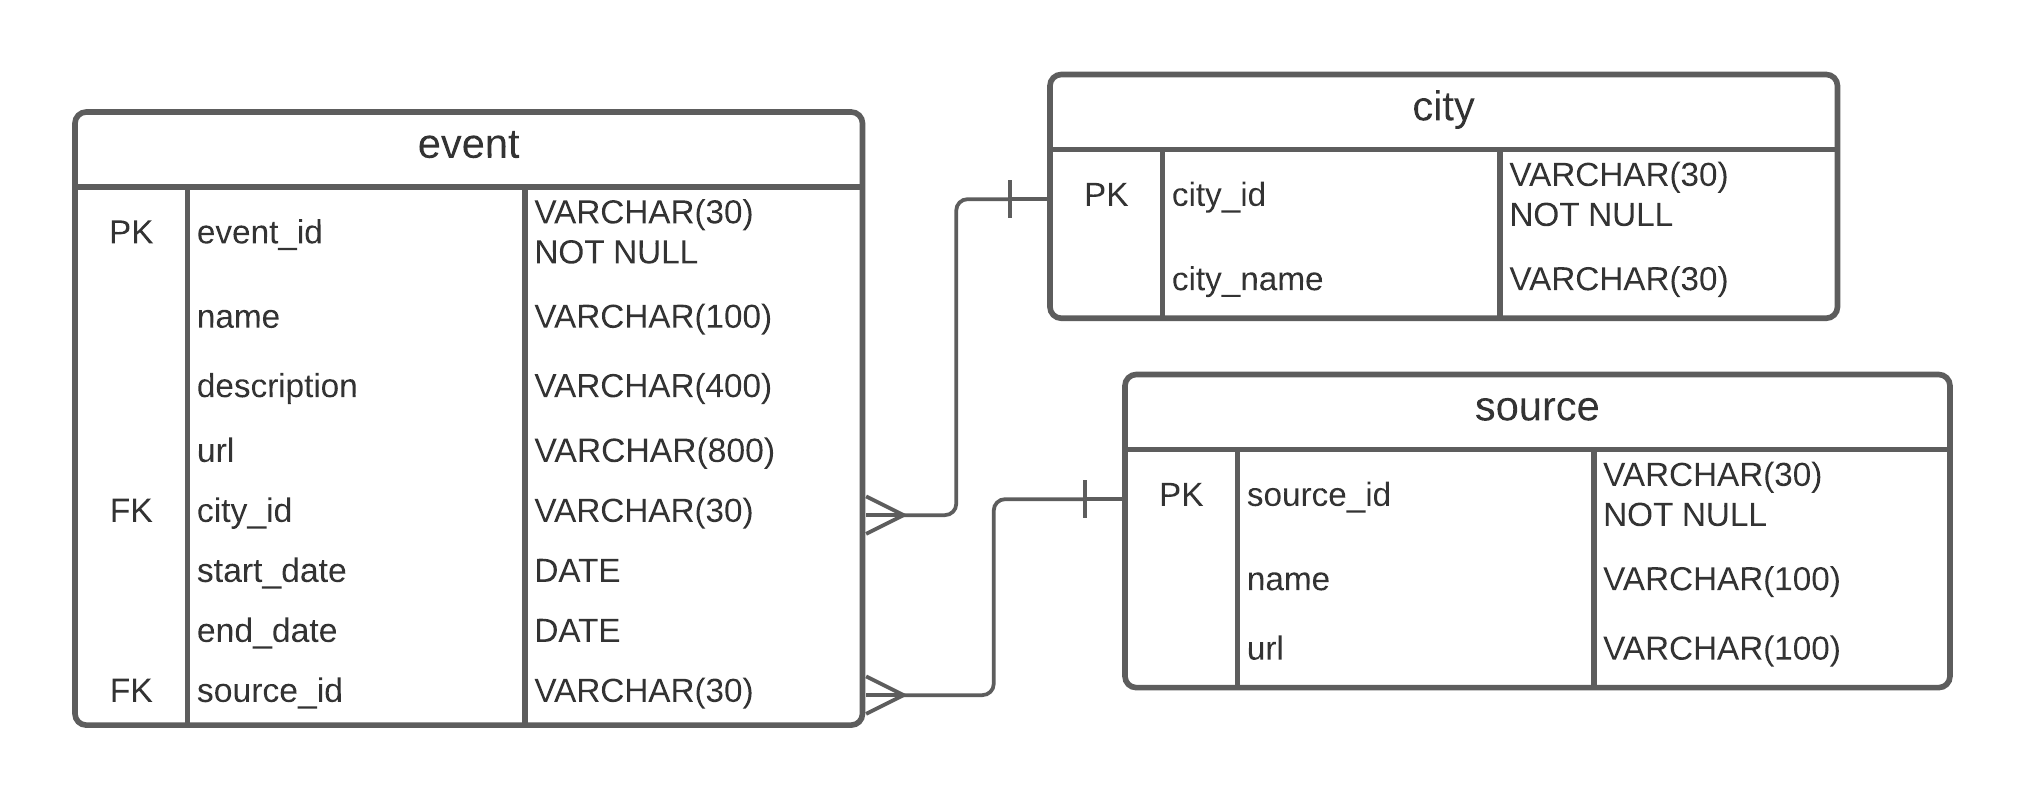 event
PK event_id VARCHAR(30)
NOT NULL
name VARCHAR(100)
description VARCHAR(400)
url VARCHAR(800)
FK city_id VARCHAR(30)
start_date DATE
end_date DATE
FK source_id VARCHAR(30)
city
PK city_id VARCHAR(30)
NOT NULL
city_name VARCHAR(30)
source
PK source_id VARCHAR(30)
NOT NULL
name VARCHAR(100)
url VARCHAR(100)